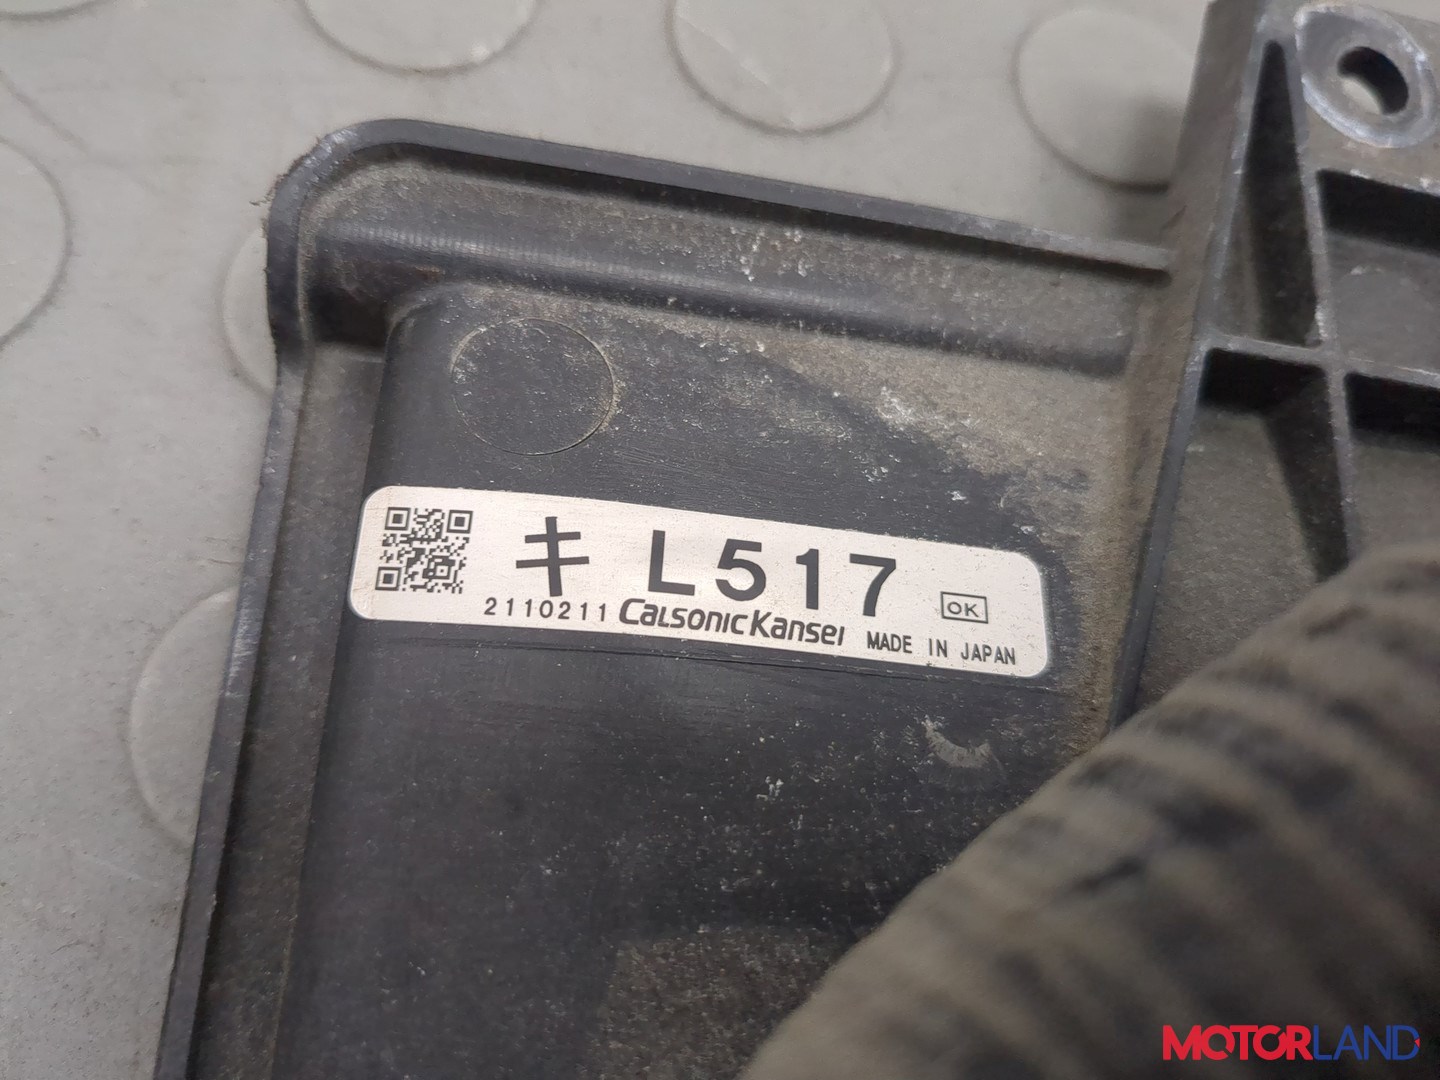 キ L517 OK
2110211 CalsonicKansei MADE IN JAPAN
MOTORLAND